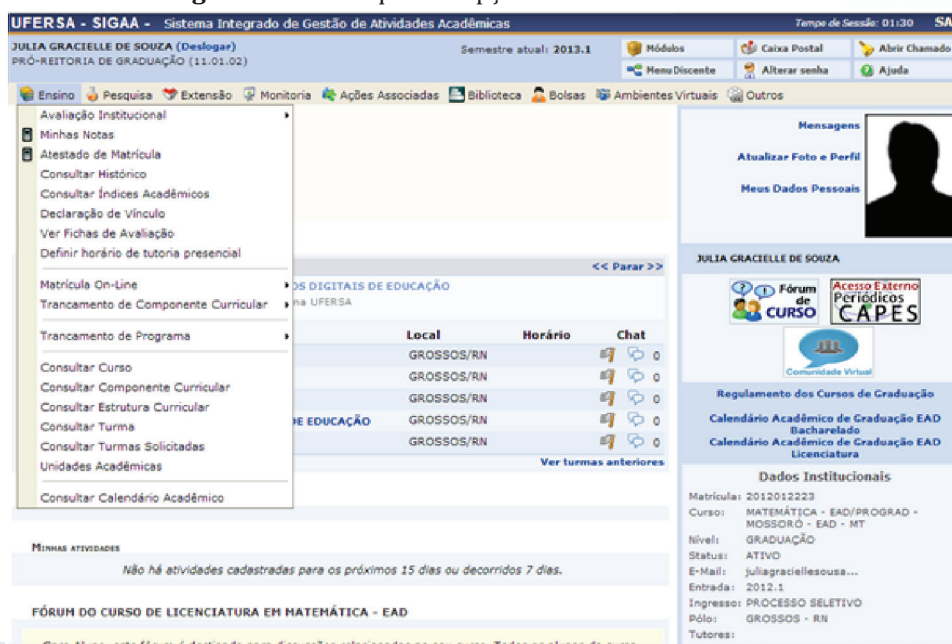 UFERSA - SIGAA - Sistema Integrado de Gestão de Atividades Acadêmicas
Tempo de Sessão: 01:30
JULIA GRACIELLE DE SOUZA (Deslogar)
PRÓ-REITORIA DE GRADUAÇÃO (11.01.02)
Semestre atual: 2013.1
Módulos
Caixa Postal
Abrir Chamado
Menu Discente
Alterar senha
Ajuda
Ensino Pesquisa Extensão Monitoria Ações Associadas Biblioteca Bolsas Ambientes Virtuais Outros
Avaliação Institucional
Minhas Notas
Atestado de Matrícula
Consultar Histórico
Consultar Índices Acadêmicos
Declaração de Vínculo
Ver Fichas de Avaliação
Definir horário de tutoria presencial
Matrícula On-Line
Trancamento de Componente Curricular
Trancamento de Programa
Consultar Curso
Consultar Componente Curricular
Consultar Estrutura Curricular
Consultar Turma
Consultar Turmas Solicitadas
Unidades Acadêmicas
Consultar Calendário Acadêmico
<< Parar >>
OS DIGITAIS DE EDUCAÇÃO
na UFERSA
Local Horário Chat
GROSSOS/RN 0
GROSSOS/RN 0
GROSSOS/RN 0
DE EDUCAÇÃO GROSSOS/RN 0
GROSSOS/RN 0
Ver turmas anteriores
MINHAS ATIVIDADES
Não há atividades cadastradas para os próximos 15 dias ou decorridos 7 dias.
FÓRUM DO CURSO DE LICENCIATURA EM MATEMÁTICA - EAD
Mensagens
Atualizar Foto e Perfil
Meus Dados Pessoais
JULIA GRACIELLE DE SOUZA
Fórum
de
CURSO
Acesso Externo
Periódicos
CAPES
Comunidade Virtual
Regulamento dos Cursos de Graduação
Calendário Acadêmico de Graduação EAD
Bacharelado
Calendário Acadêmico de Graduação EAD
Licenciatura
Dados Institucionais
Matrícula: 2012012223
Curso: MATEMÁTICA - EAD/PROGRAD -
MOSSORÓ - EAD - MT
Nível: GRADUAÇÃO
Status: ATIVO
E-Mail: juliagraciellesousa...
Entrada: 2012.1
Ingresso: PROCESSO SELETIVO
Pólo: GROSSOS - RN
Tutores: